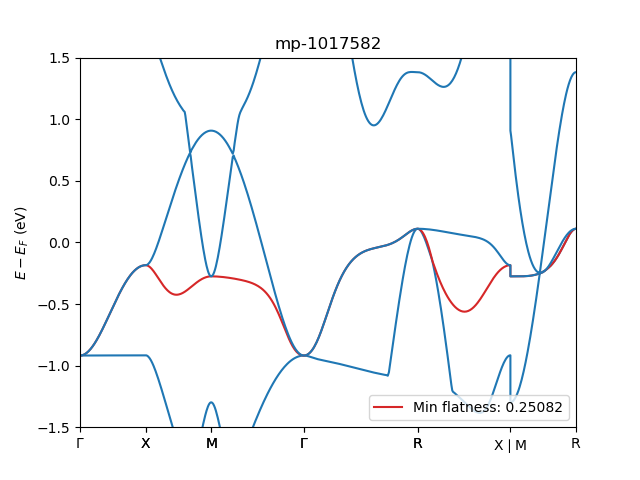 mp-1017582
E − E_F (eV)
1.5
1.0
0.5
0.0
−0.5
−1.0
−1.5
Min flatness: 0.25082
Γ X M Γ R X | M R